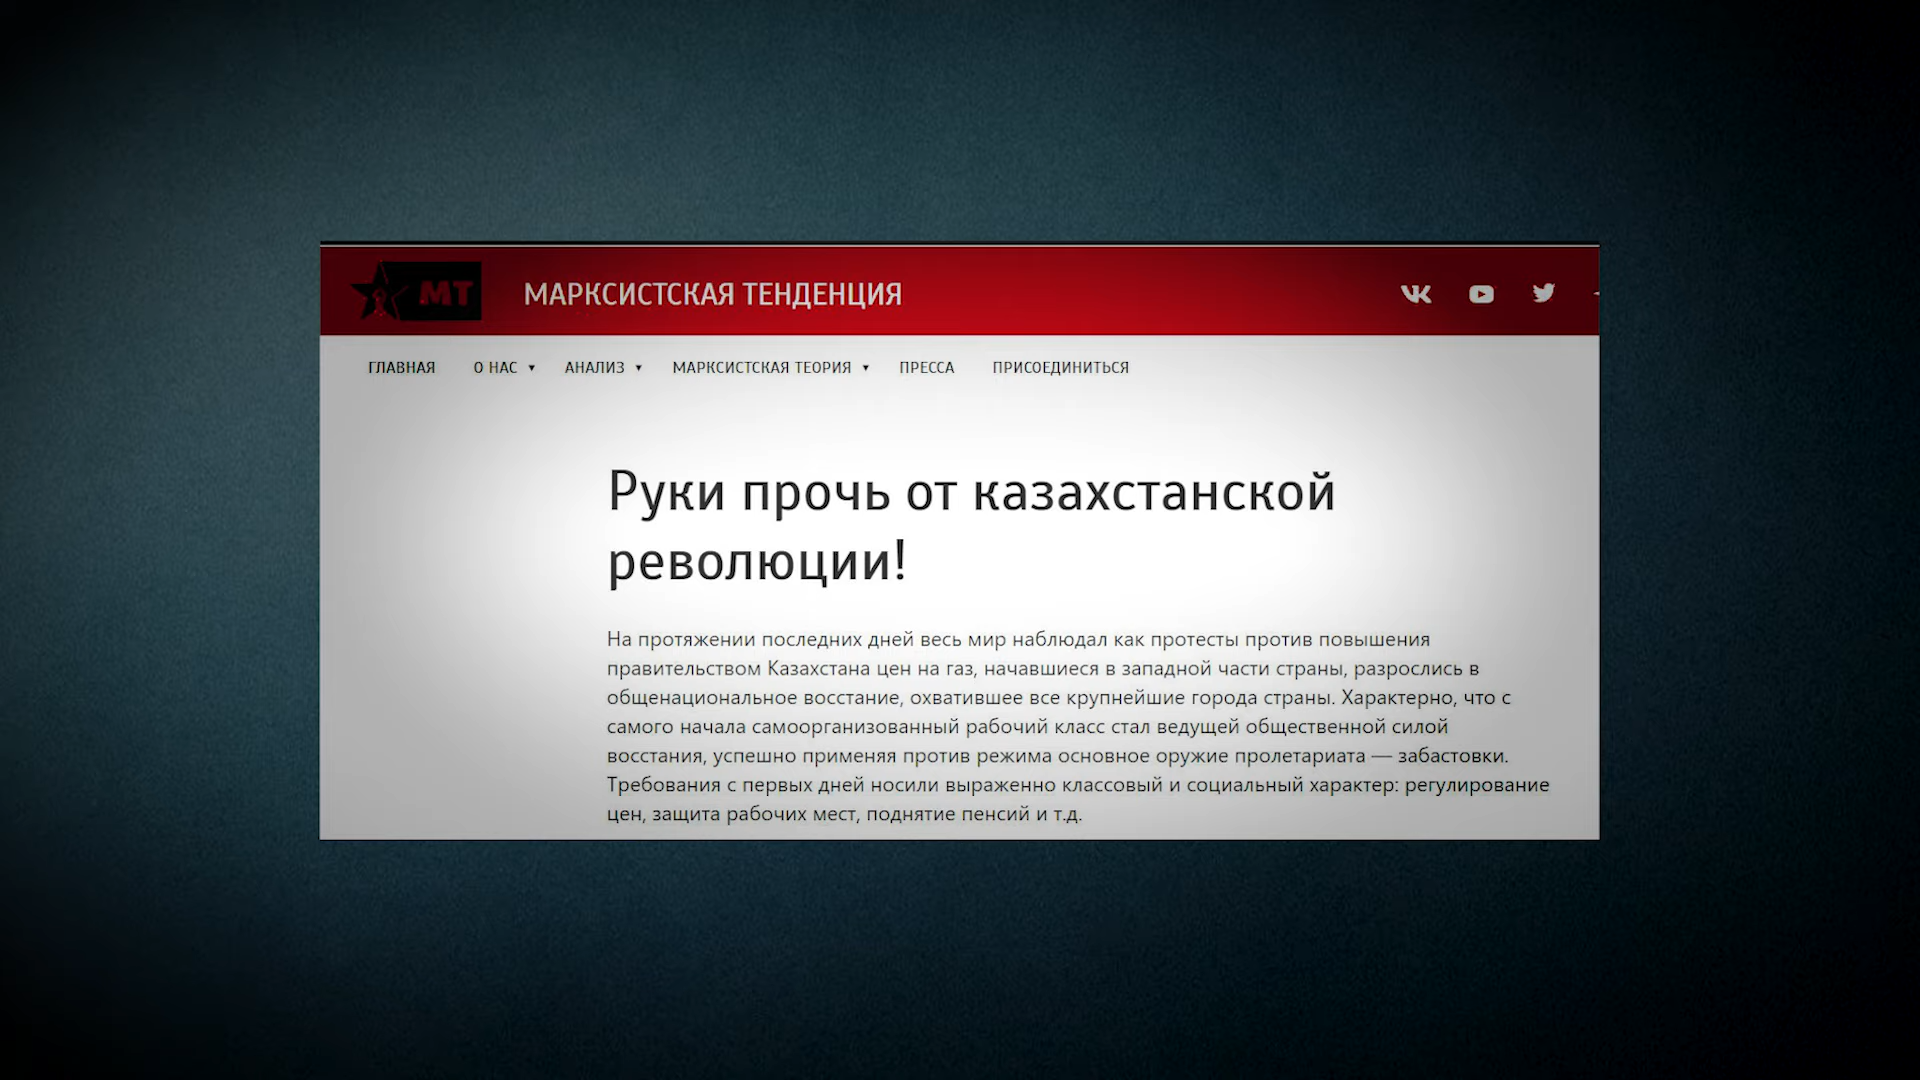 МТ
МАРКСИСТСКАЯ ТЕНДЕНЦИЯ
ГЛАВНАЯ О НАС АНАЛИЗ МАРКСИСТСКАЯ ТЕОРИЯ ПРЕССА ПРИСОЕДИНИТЬСЯ
Руки прочь от казахстанской
революции!
На протяжении последних дней весь мир наблюдал как протесты против повышения
правительством Казахстана цен на газ, начавшиеся в западной части страны, разрослись в
общенациональное восстание, охватившее все крупнейшие города страны. Характерно, что с
самого начала самоорганизованный рабочий класс стал ведущей общественной силой
восстания, успешно применяя против режима основное оружие пролетариата — забастовки.
Требования с первых дней носили выраженно классовый и социальный характер: регулирование
цен, защита рабочих мест, поднятие пенсий и т.д.